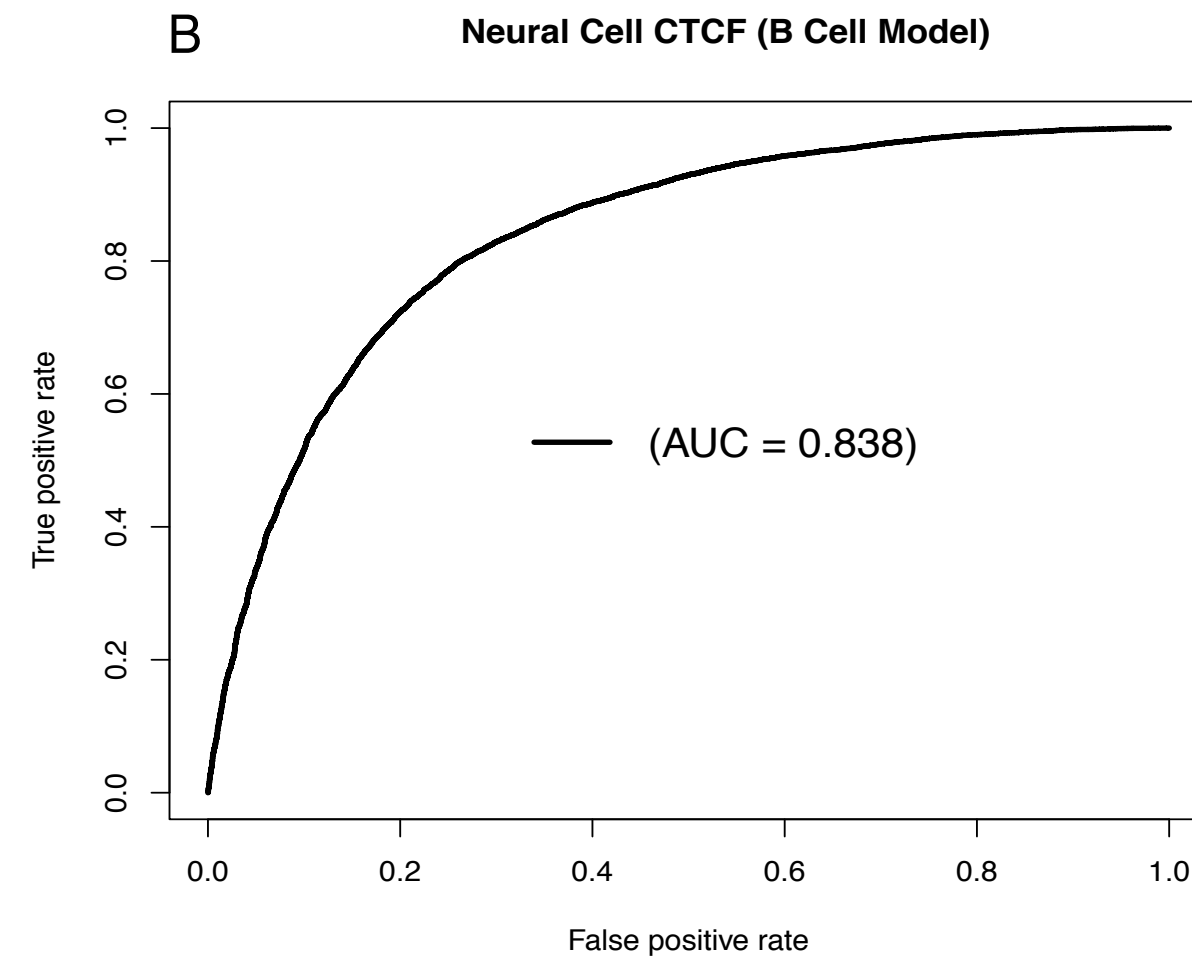 B
Neural Cell CTCF (B Cell Model)
True positive rate
1.0
0.8
0.6
0.4
0.2
0.0
(AUC = 0.838)
0.0 0.2 0.4 0.6 0.8 1.0
False positive rate